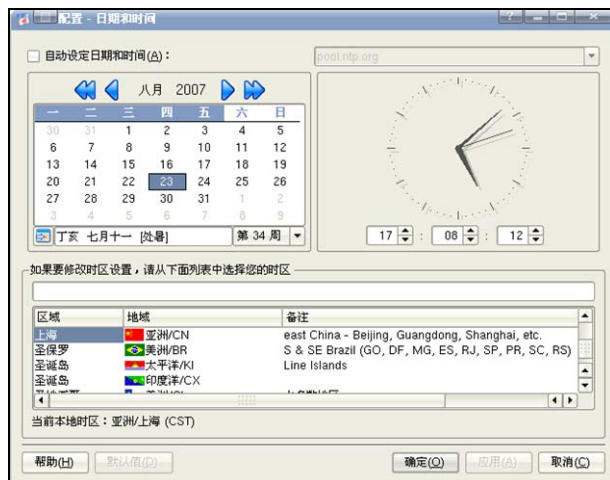 配置 - 日期和时间
自动设定日期和时间(A)：
pool.ntp.org
八月 2007
一 二 三 四 五 六 日
30 31 1 2 3 4 5
6 7 8 9 10 11 12
13 14 15 16 17 18 19
20 21 22 23 24 25 26
27 28 29 30 31 1 2
3 4 5 6 7 8 9
丁亥 七月十一 [处暑] 第 34 周
17 : 08 : 12
如果要修改时区设置，请从下面列表中选择您的时区
区域 地域 备注
上海 亚洲/CN east China - Beijing, Guangdong, Shanghai, etc.
圣保罗 美洲/BR S & SE Brazil (GO, DF, MG, ES, RJ, SP, PR, SC, RS)
圣诞岛 太平洋/KI Line Islands
圣诞岛 印度洋/CX
当前本地时区：亚洲/上海 (CST)
帮助(H) 默认值(D) 确定(O) 应用(A) 取消(C)